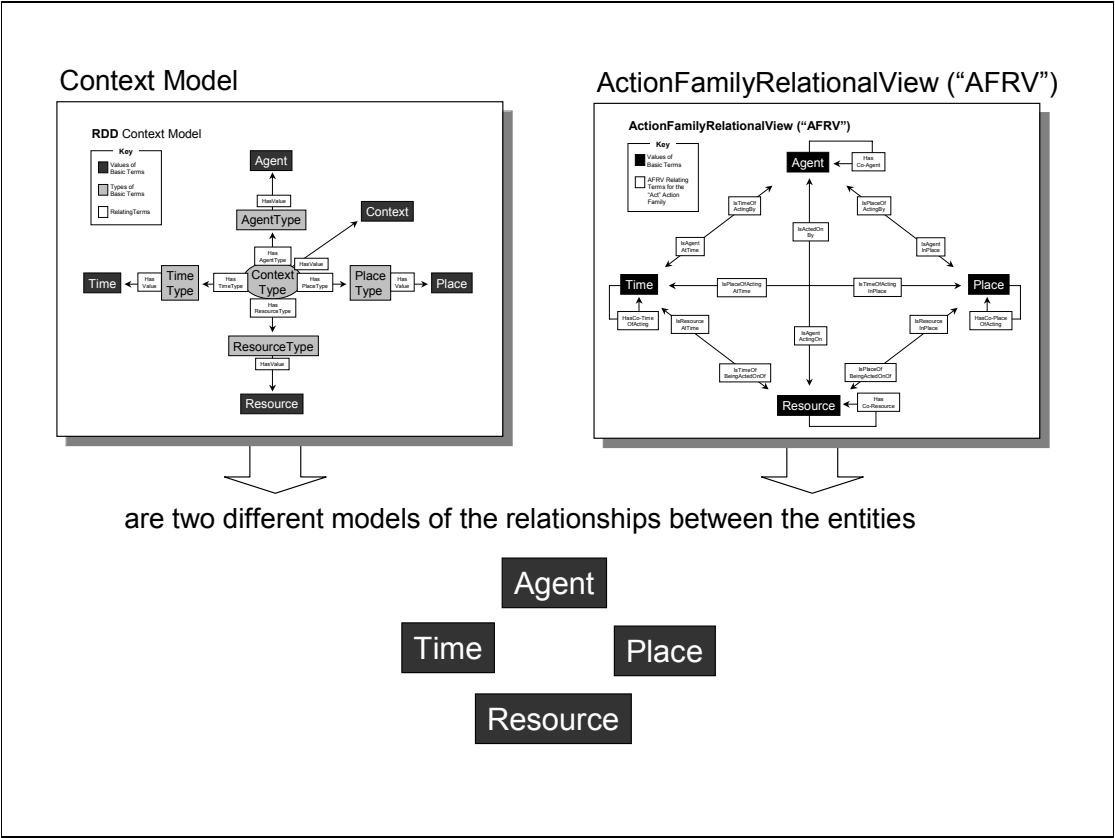 Context Model
ActionFamilyRelationalView (“AFRV”)
RDD Context Model
Key
Values of
Basic Terms
Types of
Basic Terms
RelatingTerms
Agent
HasValue
AgentType
Context
Has
AgentType
HasValue
Time
Has
Value
Time
Type
Has
TimeType
Context
Type
Has
PlaceType
Place
Type
Has
Value
Place
Has
ResourceType
ResourceType
HasValue
Resource
ActionFamilyRelationalView (“AFRV”)
Key
Values of
Basic Terms
AFRV Relating
Terms for the
“Act” Action
Family
Agent
Has
Co-Agent
IsTimeOf
ActingBy
IsPlaceOf
ActingBy
IsActedOn
By
IsAgent
AtTime
IsAgent
InPlace
Time
IsPlaceOfActing
AtTime
IsTimeOfActing
InPlace
Place
HasCo-Time
OfActing
IsResource
AtTime
IsAgent
ActingOn
IsResource
InPlace
HasCo-Place
OfActing
IsTimeOf
BeingActedOnOf
IsPlaceOf
BeingActedOnOf
Resource
Has
Co-Resource
are two different models of the relationships between the entities
Agent
Time
Place
Resource